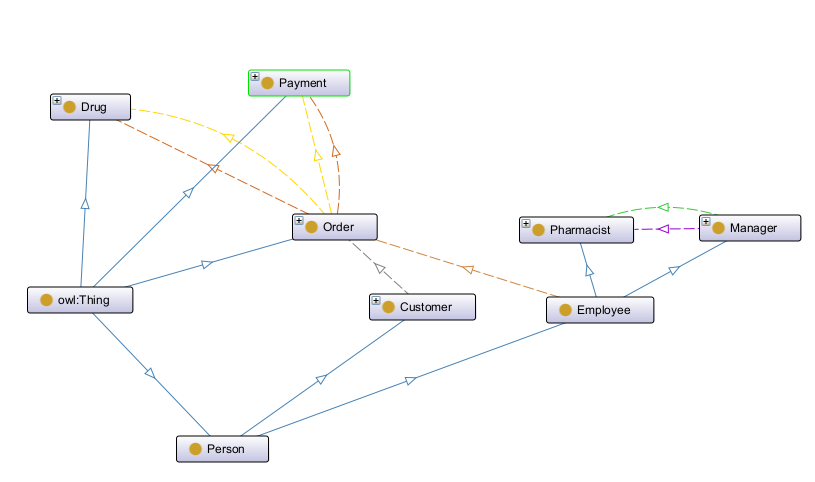 Payment
Drug
Order
Pharmacist
Manager
owl:Thing
Customer
Employee
Person